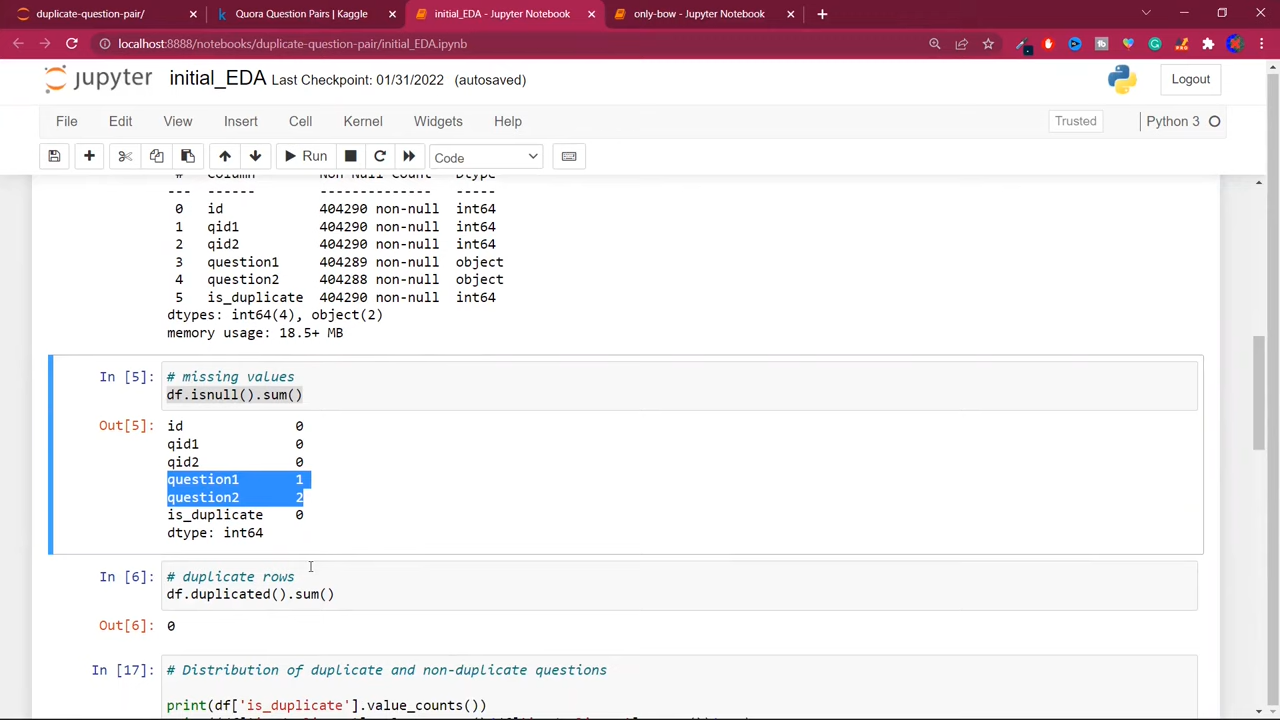 duplicate-question-pair/
Quora Question Pairs | Kaggle
initial_EDA - Jupyter Notebook
only-bow - Jupyter Notebook
localhost:8888/notebooks/duplicate-question-pair/initial_EDA.ipynb
jupyter initial_EDA Last Checkpoint: 01/31/2022 (autosaved)
Logout
File Edit View Insert Cell Kernel Widgets Help
Trusted Python 3
Run Code
# Column Non-Null Count Dtype
--- ------ -------------- -----
0 id 404290 non-null int64
1 qid1 404290 non-null int64
2 qid2 404290 non-null int64
3 question1 404289 non-null object
4 question2 404288 non-null object
5 is_duplicate 404290 non-null int64
dtypes: int64(4), object(2)
memory usage: 18.5+ MB
In [5]: # missing values
df.isnull().sum()
Out[5]: id 0
qid1 0
qid2 0
question1 1
question2 2
is_duplicate 0
dtype: int64
In [6]: # duplicate rows
df.duplicated().sum()
Out[6]: 0
In [17]: # Distribution of duplicate and non-duplicate questions
print(df['is_duplicate'].value_counts())